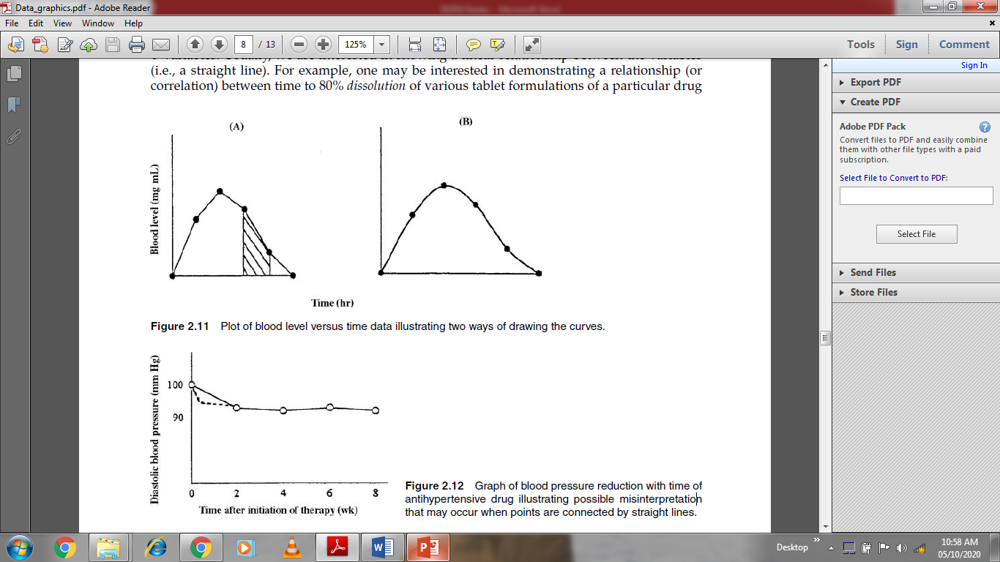 Data_graphics.pdf - Adobe Reader
File Edit View Window Help
8 / 13
125%
Tools Sign Comment
Sign In
Export PDF
Create PDF
Adobe PDF Pack
Convert files to PDF and easily combine
them with other file types with a paid
subscription.
Select File to Convert to PDF:
Select File
Send Files
Store Files
(i.e., a straight line). For example, one may be interested in demonstrating a relationship (or
correlation) between time to 80% dissolution of various tablet formulations of a particular drug
(A)
(B)
Blood level (mg mL)
Time (hr)
Figure 2.11 Plot of blood level versus time data illustrating two ways of drawing the curves.
Diastolic blood pressure (mm Hg)
100
90
0 2 4 6 8
Time after initiation of therapy (wk)
Figure 2.12 Graph of blood pressure reduction with time of
antihypertensive drug illustrating possible misinterpretation
that may occur when points are connected by straight lines.
Desktop
10:58 AM
05/10/2020